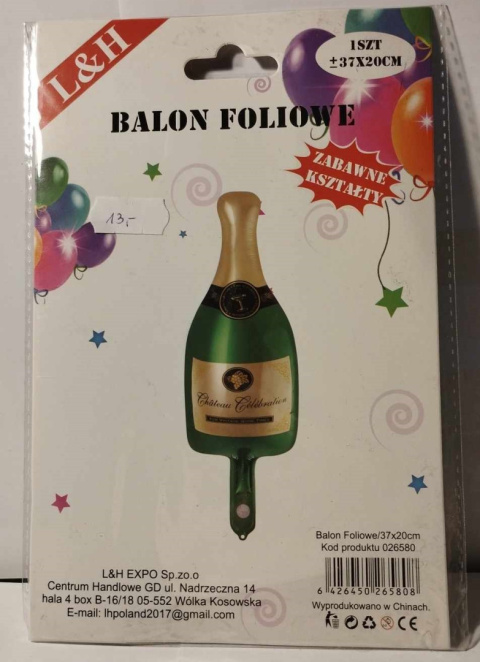 L&H
1SZT
±37X20CM
BALON FOLIOWE
ZABAWNE
KSZTAŁTY
13,-
Château Célébration
Balon Foliowe/37x20cm
Kod produktu 026580
6 426450 265808
Wyprodukowano w Chinach.
CE
L&H EXPO Sp.zo.o
Centrum Handlowe GD ul. Nadrzeczna 14
hala 4 box B-16/18 05-552 Wólka Kosowska
E-mail: lhpoland2017@gmail.com